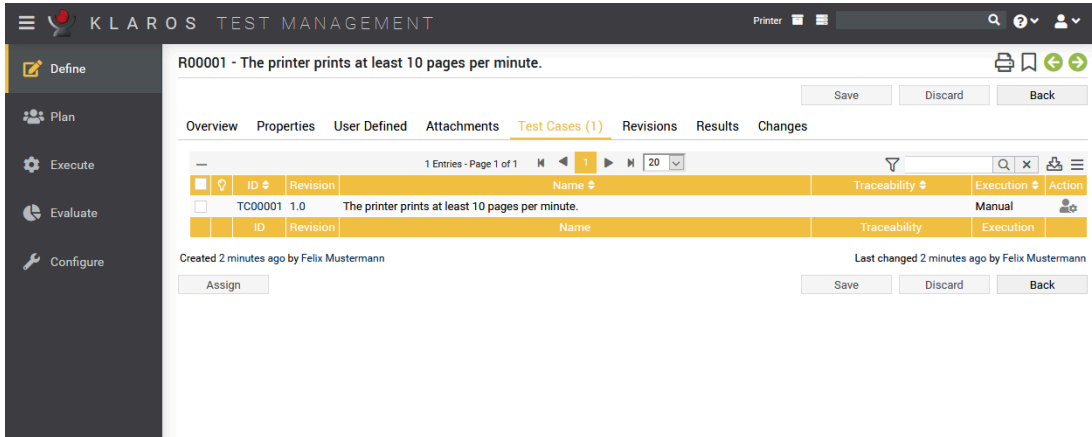 KLAROS TEST MANAGEMENT
Printer
Define
Plan
Execute
Evaluate
Configure
R00001 - The printer prints at least 10 pages per minute.
Save Discard Back
Overview Properties User Defined Attachments Test Cases (1) Revisions Results Changes
1 Entries - Page 1 of 1 1 20
ID Revision Name Traceability Execution Action
TC00001 1.0 The printer prints at least 10 pages per minute. Manual
ID Revision Name Traceability Execution
Created 2 minutes ago by Felix Mustermann Last changed 2 minutes ago by Felix Mustermann
Assign Save Discard Back